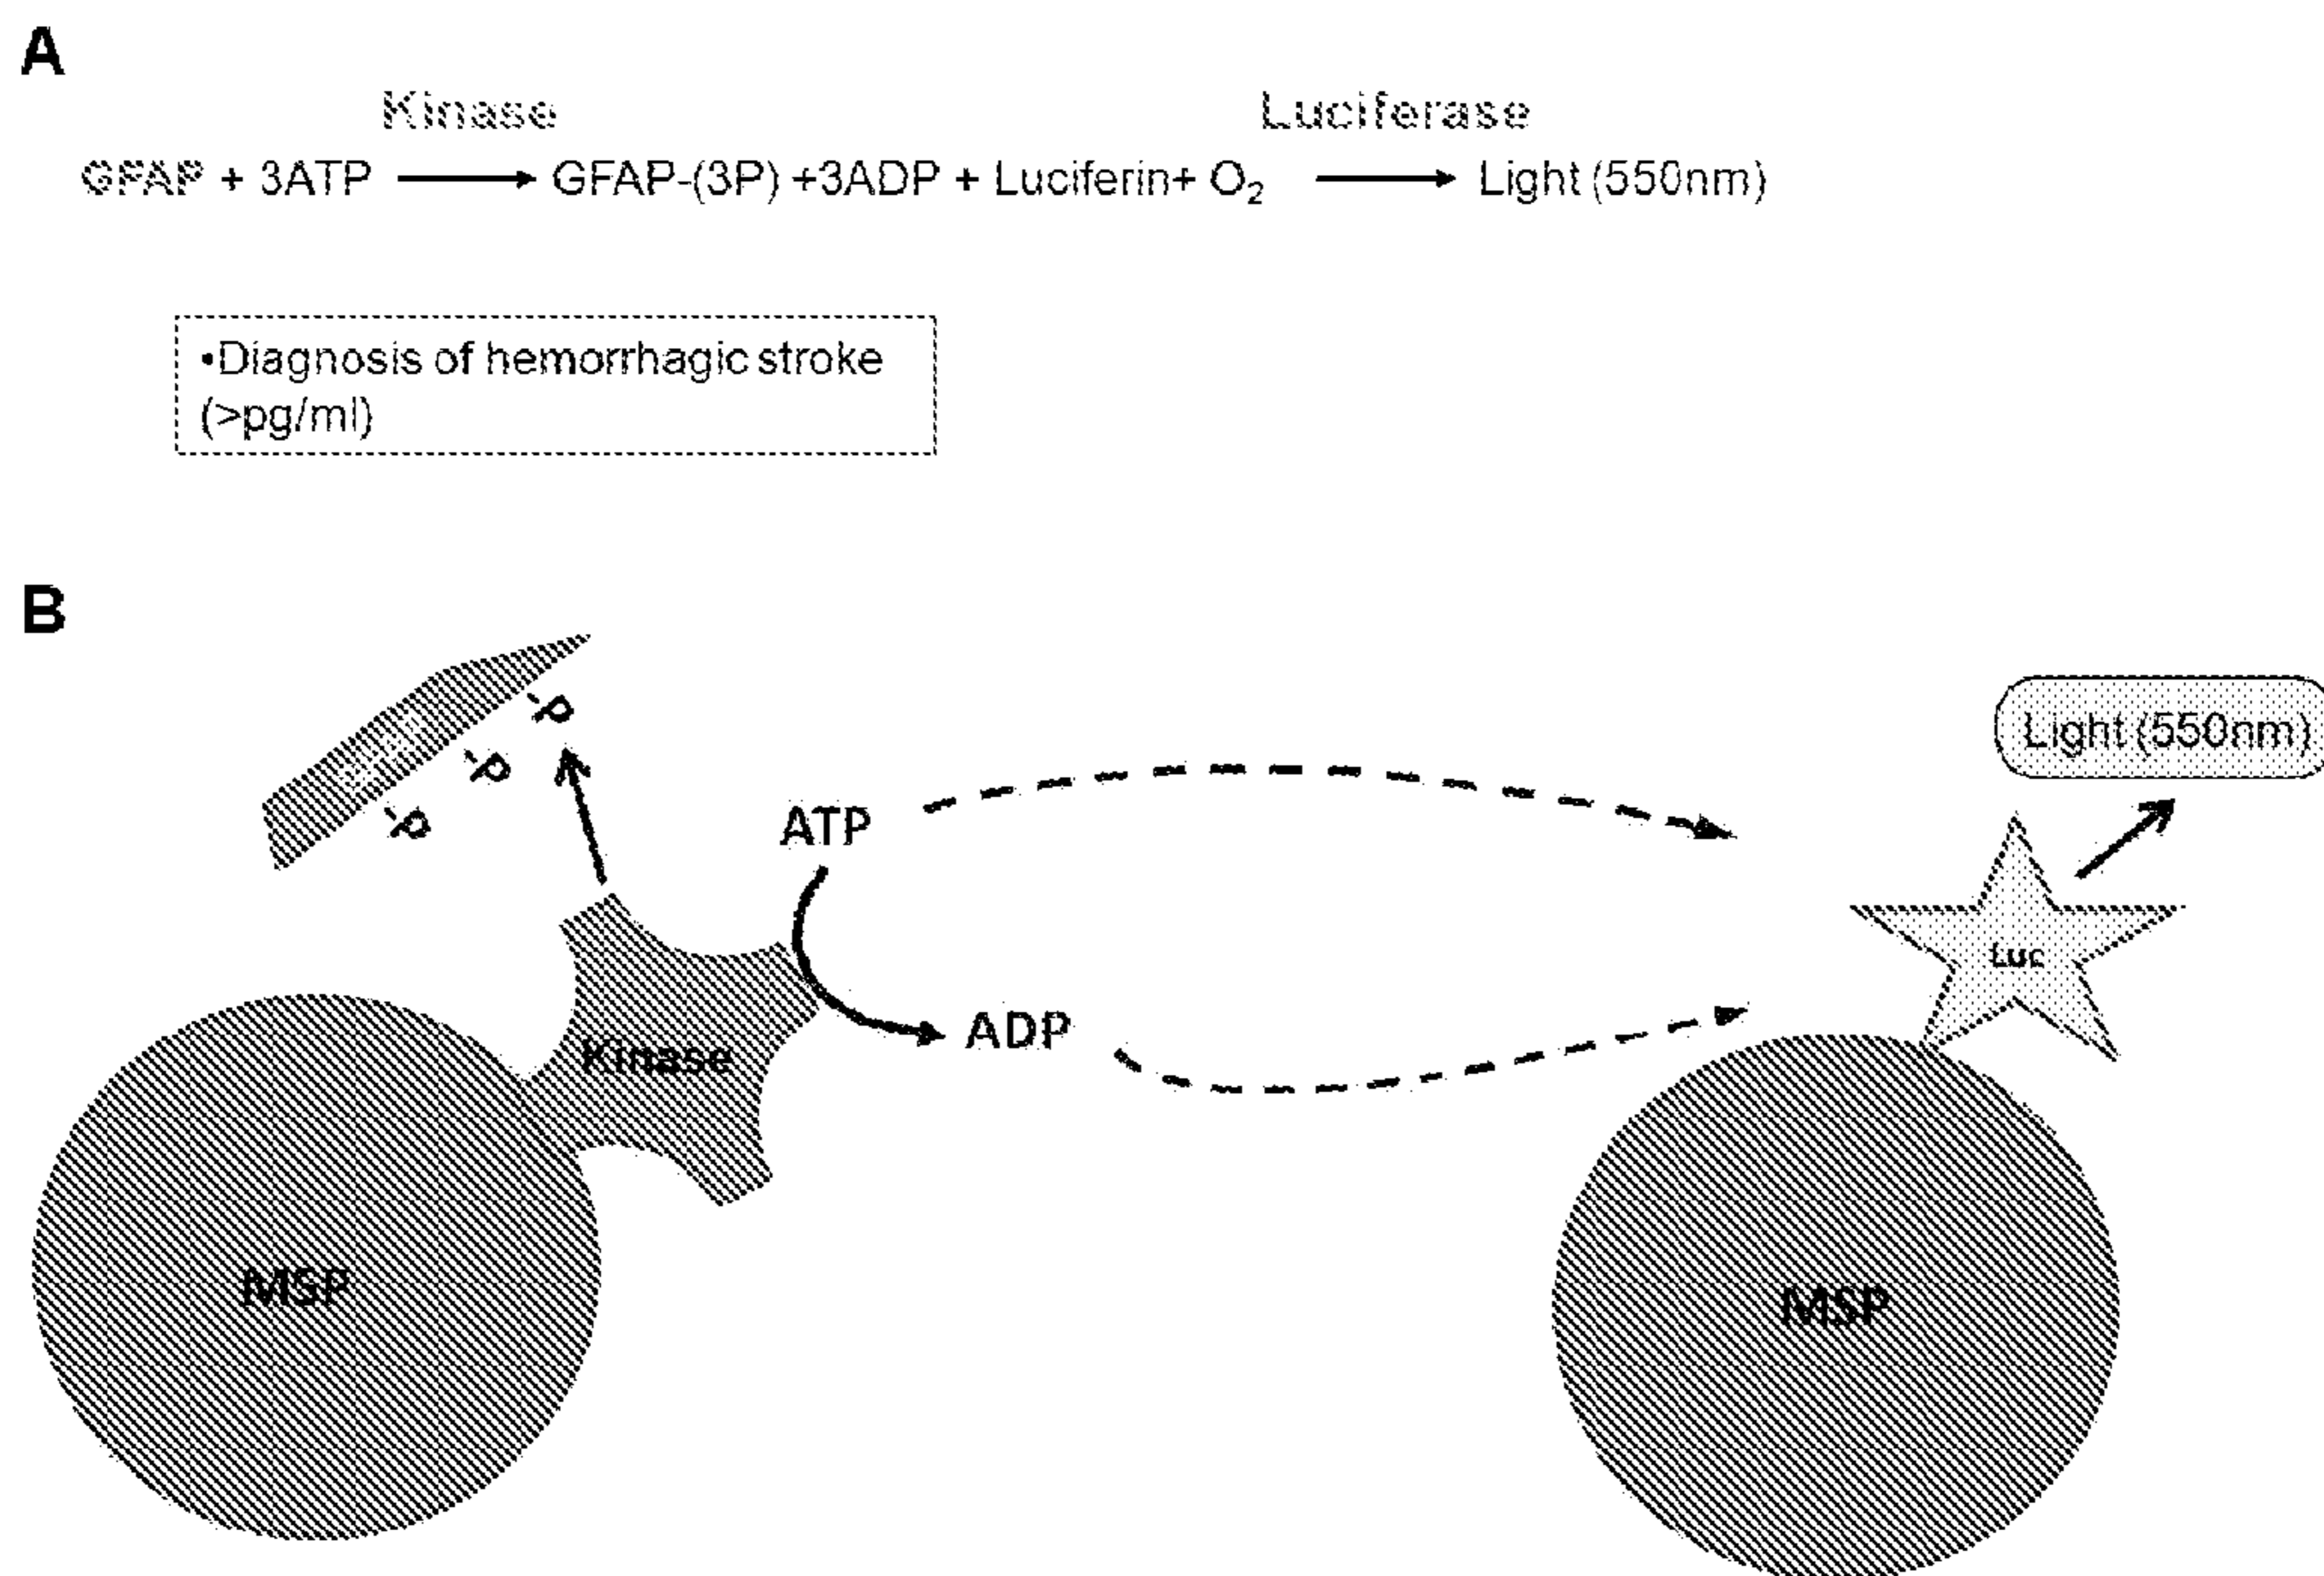 A
Kinase
Luciferase
GFAP + 3ATP → GFAP-(3P) +3ADP + Luciferin+ O₂ → Light (550nm)
•Diagnosis of hemorrhagic stroke
(>pg/ml)
B
-P
-P
-P
Light (550nm)
ATP
Luc
ADP
Kinase
MSP
MSP